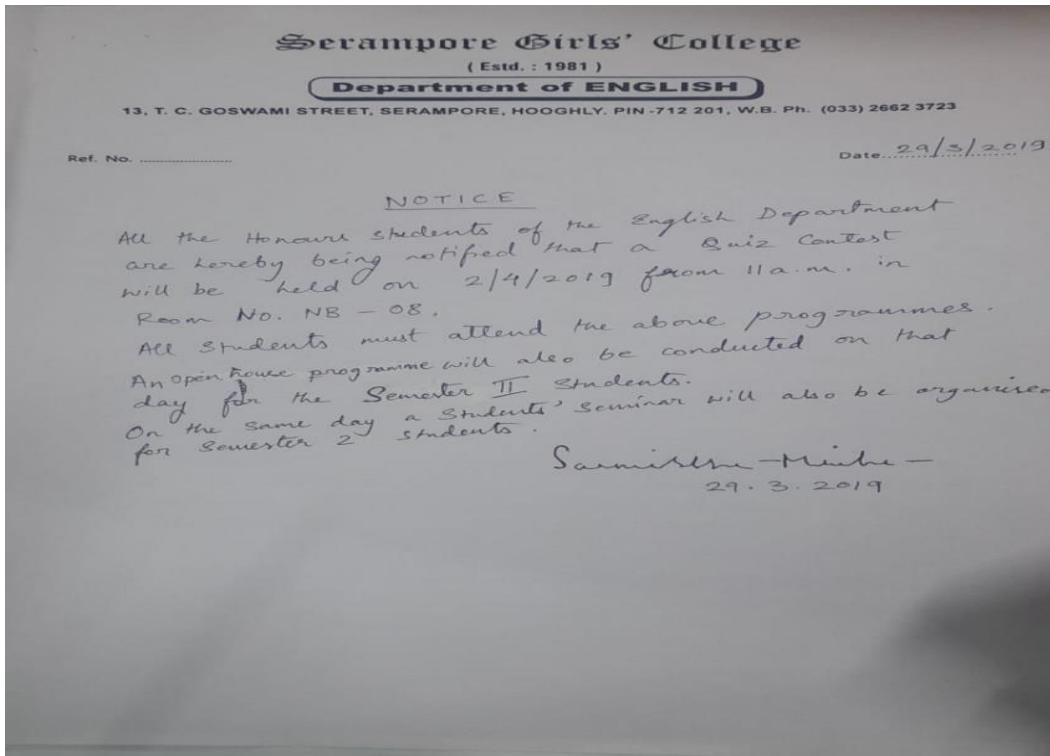 Serampore Girls' College
( Estd. : 1981 )
Department of ENGLISH
13, T. C. GOSWAMI STREET, SERAMPORE, HOOGHLY. PIN -712 201, W.B. Ph. (033) 2662 3723
Ref. No. ...................... Date 29/3/2019
NOTICE
All the Honours students of the English Department
are hereby being notified that a Quiz Contest
will be held on 2/4/2019 from 11 a.m. in
Room No. NB - 08.
All students must attend the above programmes.
An open house programme will also be conducted on that
day for the Semester II Students.
On the same day a Students' Seminar will also be organised
for Semester 2 students.
29.3.2019